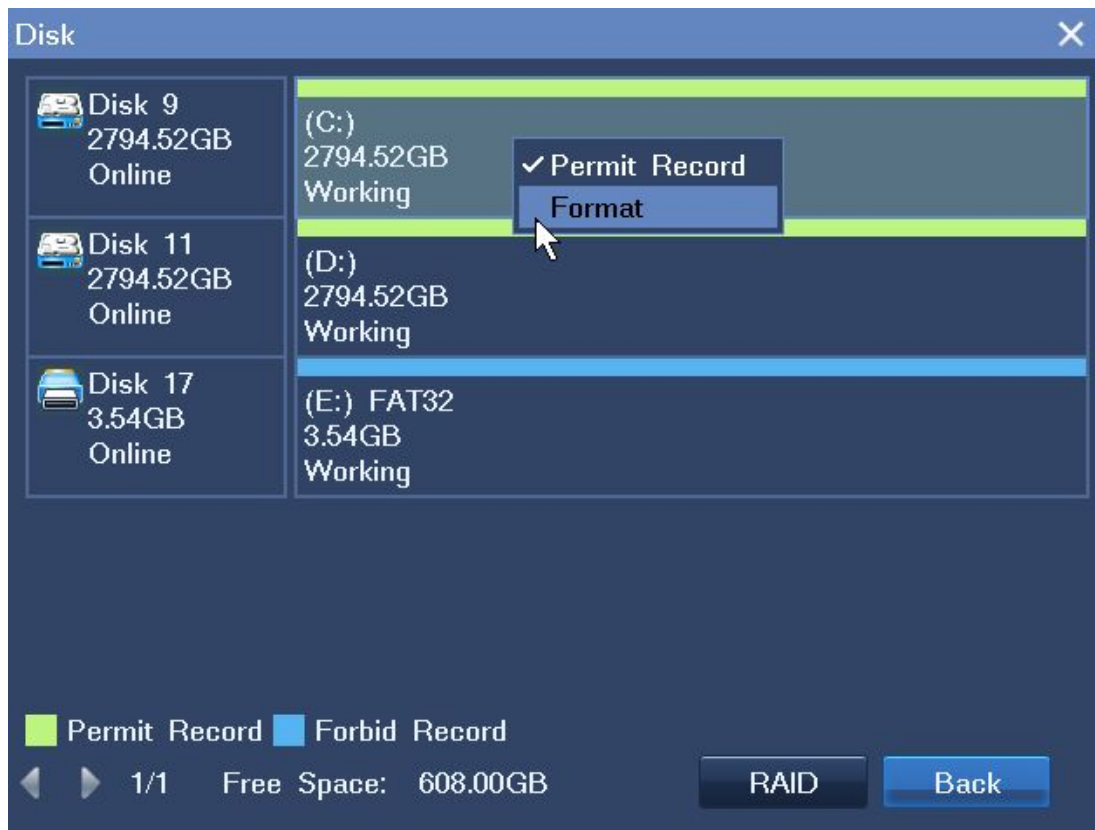 Disk
Disk 9
2794.52GB
Online
(C:)
2794.52GB
Working
Permit Record
Format
Disk 11
2794.52GB
Online
(D:)
2794.52GB
Working
Disk 17
3.54GB
Online
(E:) FAT32
3.54GB
Working
Permit Record Forbid Record
1/1 Free Space: 608.00GB RAID Back